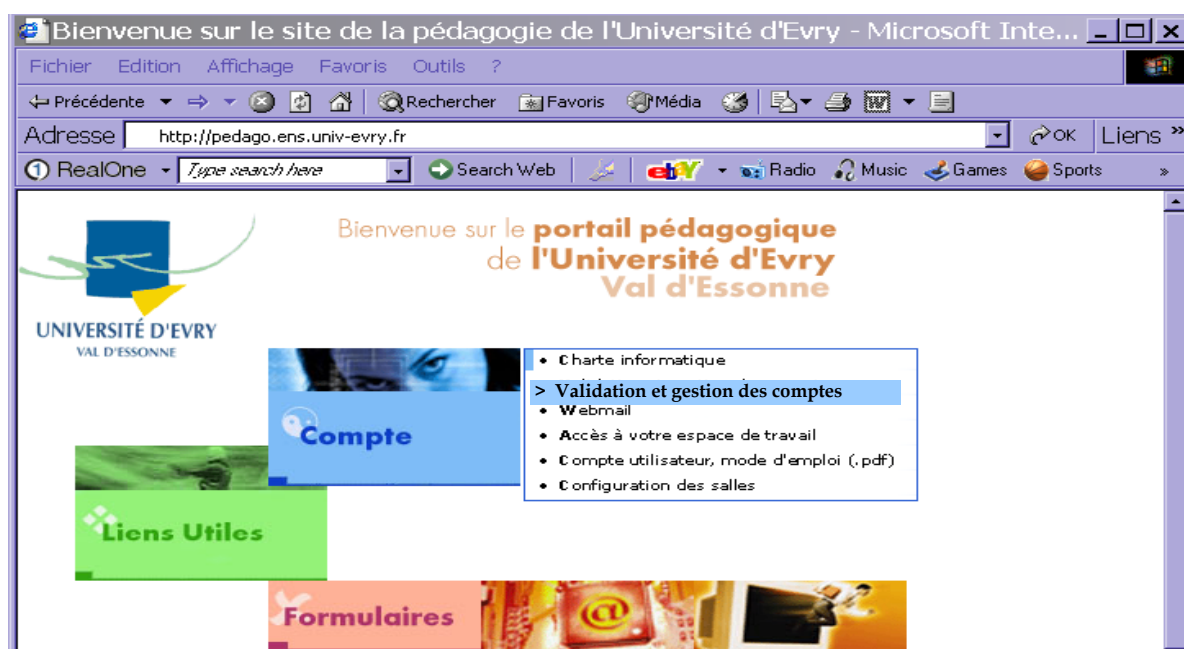 Bienvenue sur le site de la pédagogie de l'Université d'Evry - Microsoft Inte...
Fichier Edition Affichage Favoris Outils ?
Précédente Rechercher Favoris Média
Adresse http://pedago.ens.univ-evry.fr OK Liens »
RealOne Type search here Search Web ebY Radio Music Games Sports »
Bienvenue sur le portail pédagogique
de l'Université d'Evry
Val d'Essonne
UNIVERSITÉ D'EVRY
VAL D'ESSONNE
• Charte informatique
> Validation et gestion des comptes
• Webmail
• Accès à votre espace de travail
• Compte utilisateur, mode d'emploi (.pdf)
• Configuration des salles
Compte
Liens Utiles
Formulaires
@